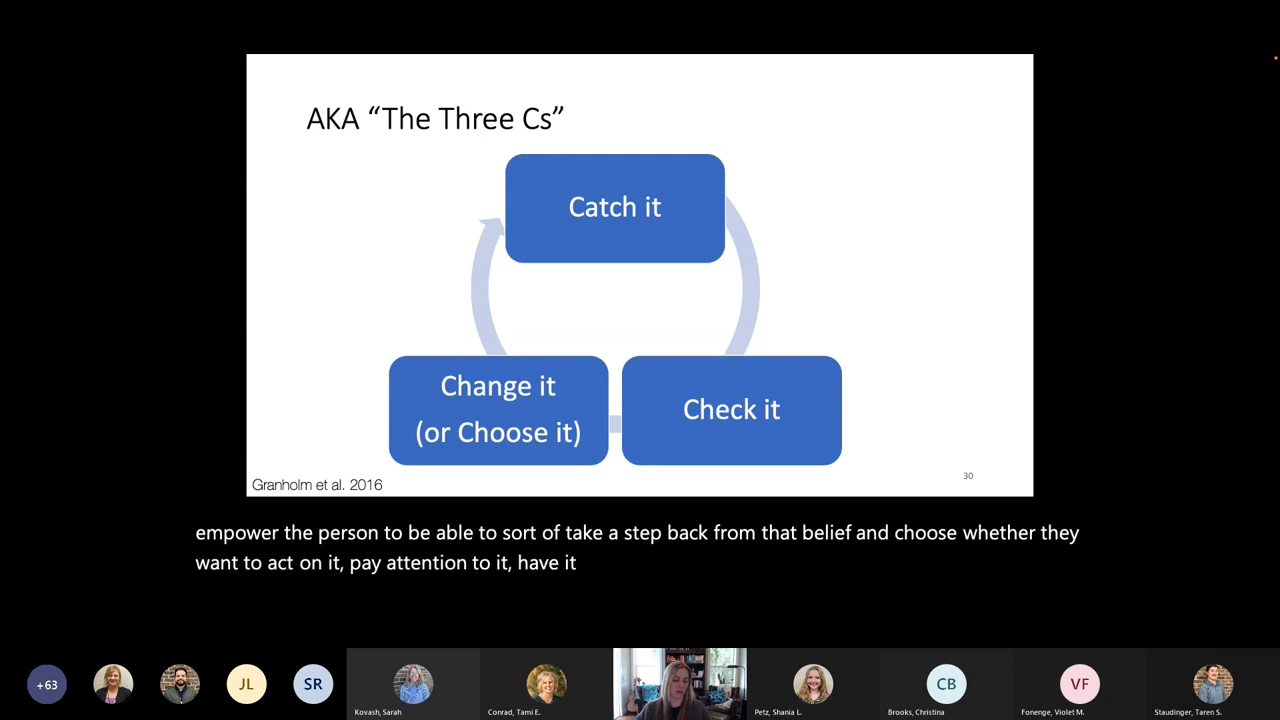 AKA “The Three Cs”
Catch it
Change it
(or Choose it)
Check it
Granholm et al. 2016
30
empower the person to be able to sort of take a step back from that belief and choose whether they
want to act on it, pay attention to it, have it
+63
JL
SR
CB
VF
Kovash, Sarah
Conrad, Tami E.
Petz, Shania L.
Brooks, Christina
Fonenge, Violet M.
Staudinger, Taren S.